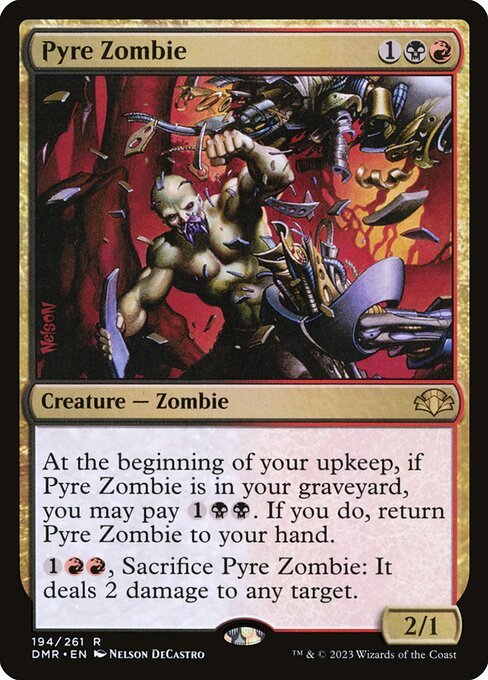 Pyre Zombie 1
NELSON
Creature — Zombie
At the beginning of your upkeep, if
Pyre Zombie is in your graveyard,
you may pay 1. If you do, return
Pyre Zombie to your hand.
1, Sacrifice Pyre Zombie: It
deals 2 damage to any target.
2/1
194/261 R
DMR • EN Nelson DeCastro
™ & © 2023 Wizards of the Coast